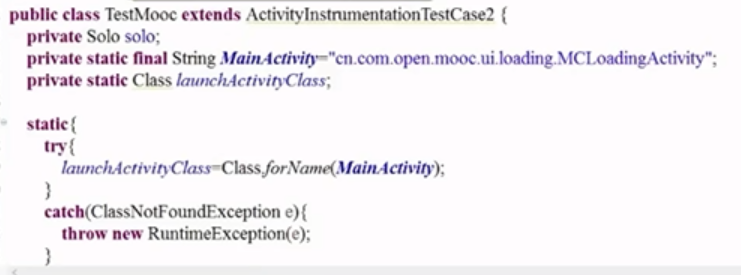 public class TestMooc extends ActivityInstrumentationTestCase2 {
private Solo solo;
private static final String MainActivity="cn.com.open.mooc.ui.loading.MCLoadingActivity";
private static Class launchActivityClass;
static{
try{
launchActivityClass=Class.forName(MainActivity);
}
catch(ClassNotFoundException e){
throw new RuntimeException(e);
}